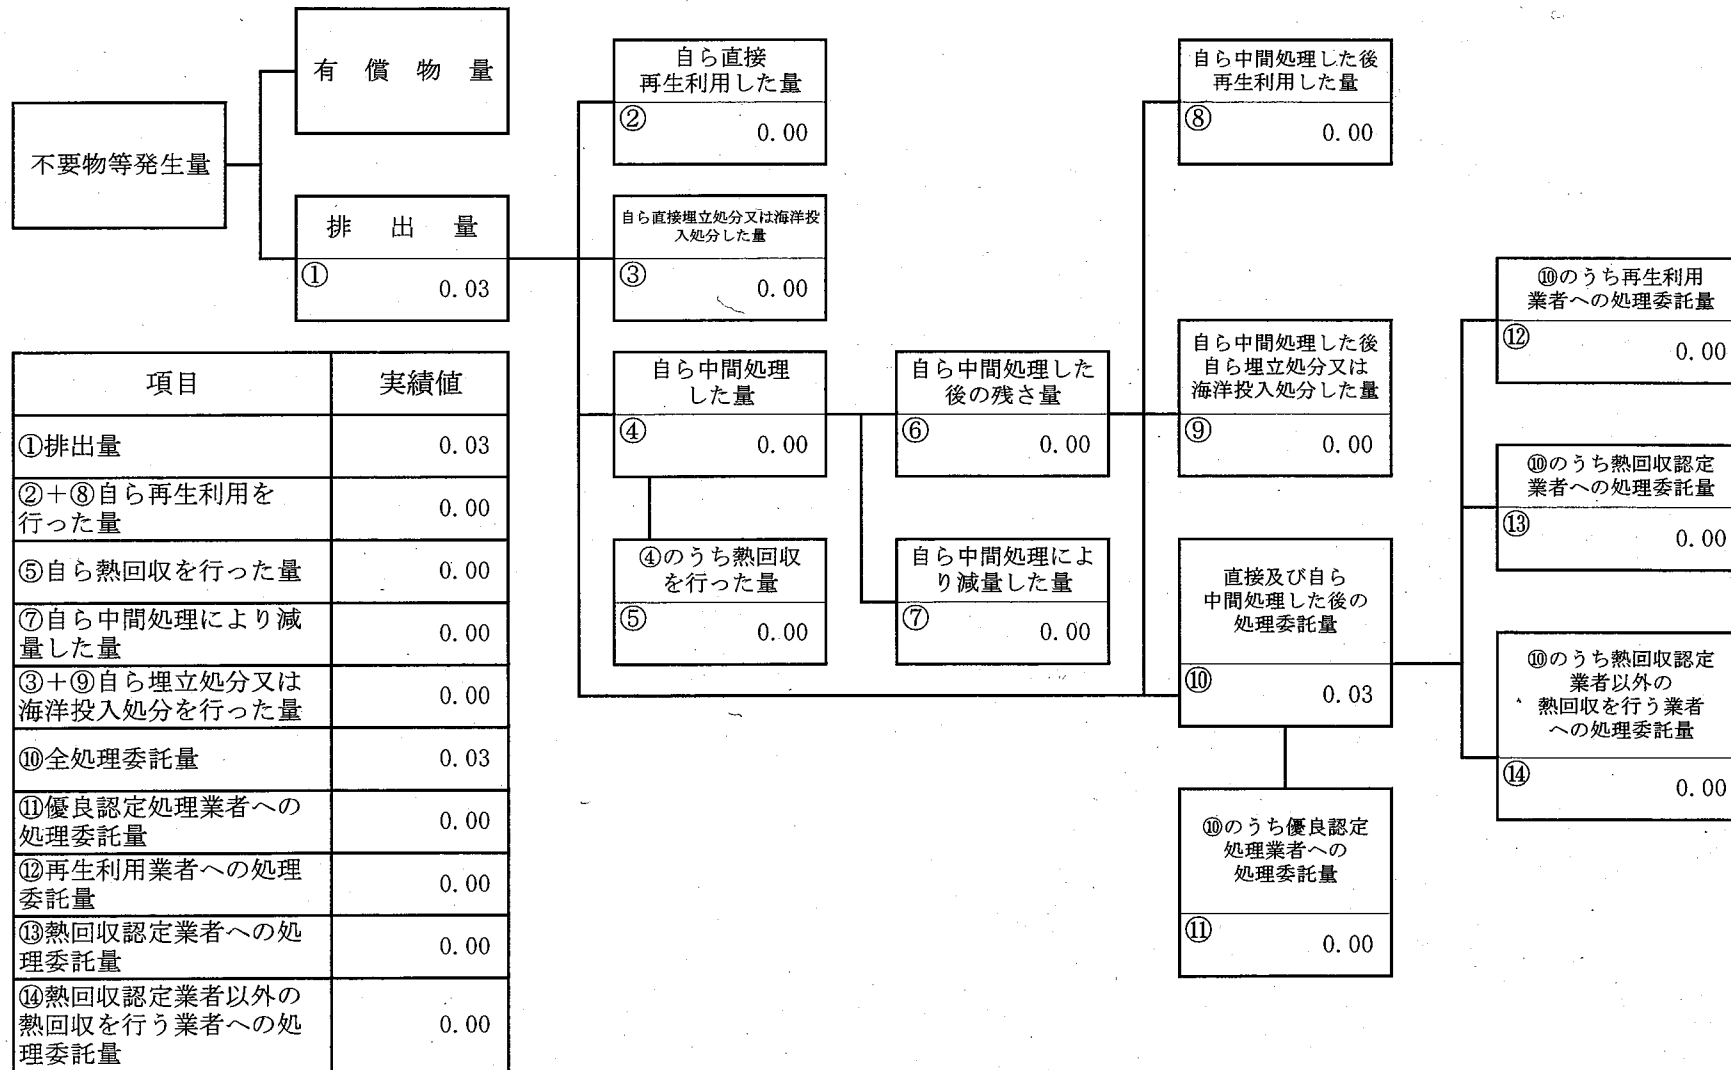 不要物等発生量
有償物量
排出量
① 0.03
自ら直接
再生利用した量
② 0.00
自ら直接埋立処分又は海洋投
入処分した量
③ 0.00
自ら中間処理
した量
④ 0.00
④のうち熱回収
を行った量
⑤ 0.00
自ら中間処理した
後の残さ量
⑥ 0.00
自ら中間処理によ
り減量した量
⑦ 0.00
自ら中間処理した後
再生利用した量
⑧ 0.00
自ら中間処理した後
自ら埋立処分又は
海洋投入処分した量
⑨ 0.00
直接及び自ら
中間処理した後の
処理委託量
⑩ 0.03
⑩のうち優良認定
処理業者への
処理委託量
⑪ 0.00
⑩のうち再生利用
業者への処理委託量
⑫ 0.00
⑩のうち熱回収認定
業者への処理委託量
⑬ 0.00
⑩のうち熱回収認定
業者以外の
熱回収を行う業者
への処理委託量
⑭ 0.00
項目 実績値
①排出量 0.03
②+⑧自ら再生利用を
行った量 0.00
⑤自ら熱回収を行った量 0.00
⑦自ら中間処理により減
量した量 0.00
③+⑨自ら埋立処分又は
海洋投入処分を行った量 0.00
⑩全処理委託量 0.03
⑪優良認定処理業者への
処理委託量 0.00
⑫再生利用業者への処理
委託量 0.00
⑬熱回収認定業者への処
理委託量 0.00
⑭熱回収認定業者以外の
熱回収を行う業者への処
理委託量 0.00